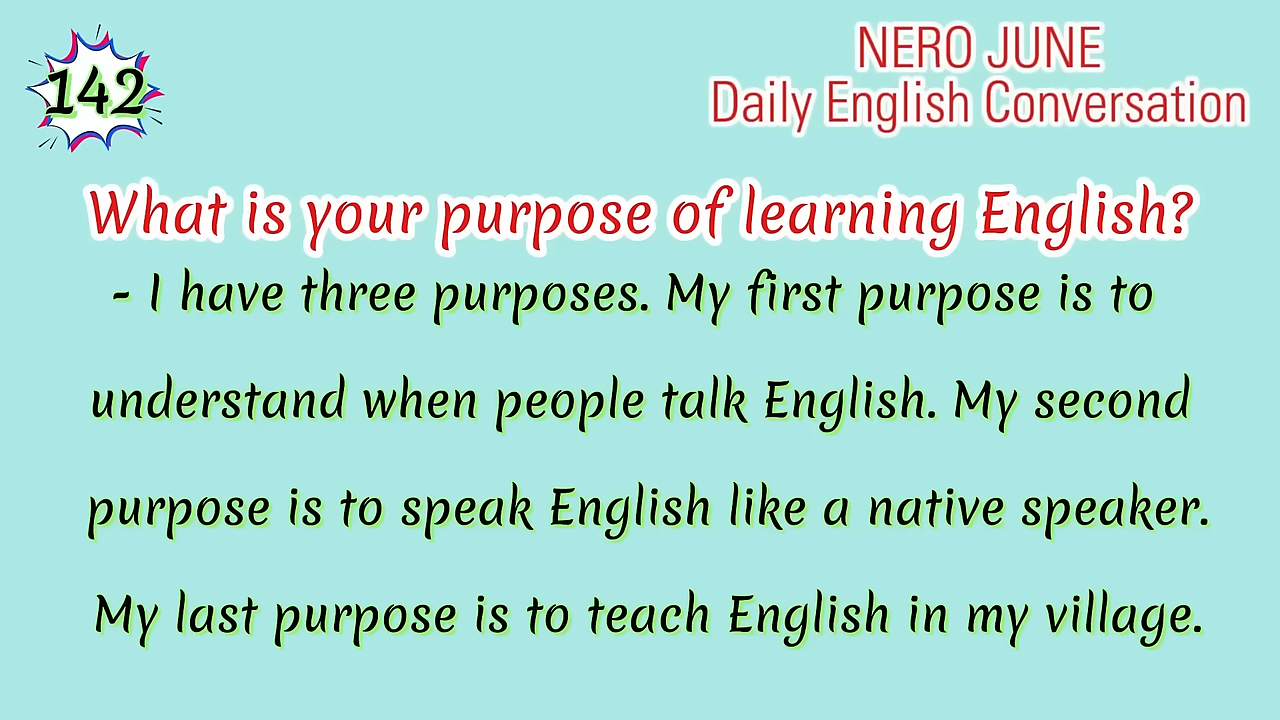 142
NERO JUNE
Daily English Conversation
What is your purpose of learning English?
- I have three purposes. My first purpose is to
understand when people talk English. My second
purpose is to speak English like a native speaker.
My last purpose is to teach English in my village.